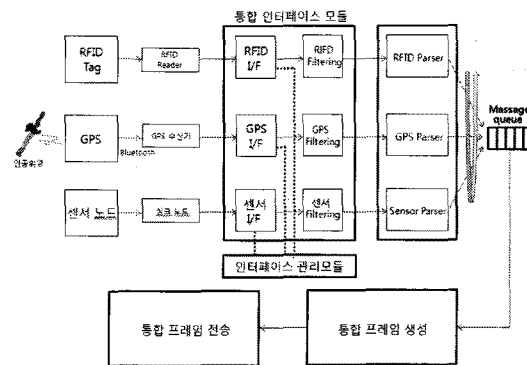 통합 인터페이스 모듈
RFID
Tag
RFID
Reader
RFID
I/F
RIFD
Filtering
RFID Parser
Massage
queue
GPS
Bluetooth
GPS 수신기
GPS
I/F
GPS
Filtering
GPS Parser
인공위성
센서 노드
싱크 노드
센서
I/F
센서
Filtering
Sensor Parser
인터페이스 관리모듈
통합 프레임 전송
통합 프레임 생성